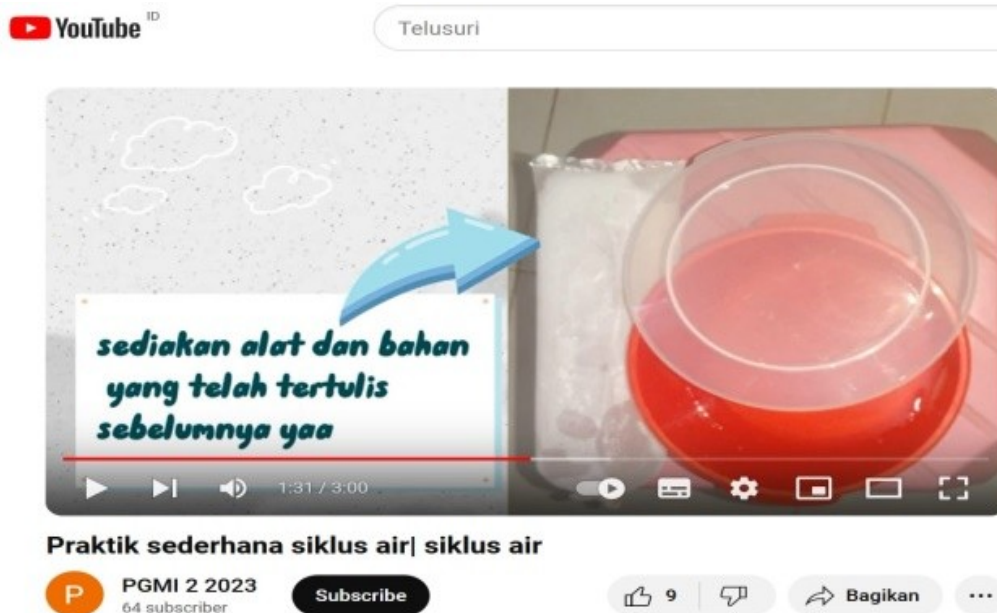 YouTube ID
Telusuri
sediakan alat dan bahan
yang telah tertulis
sebelumnya yaa
1:31 / 3:00
Praktik sederhana siklus air| siklus air
P
PGMI 2 2023
64 subscriber
Subscribe
9
Bagikan